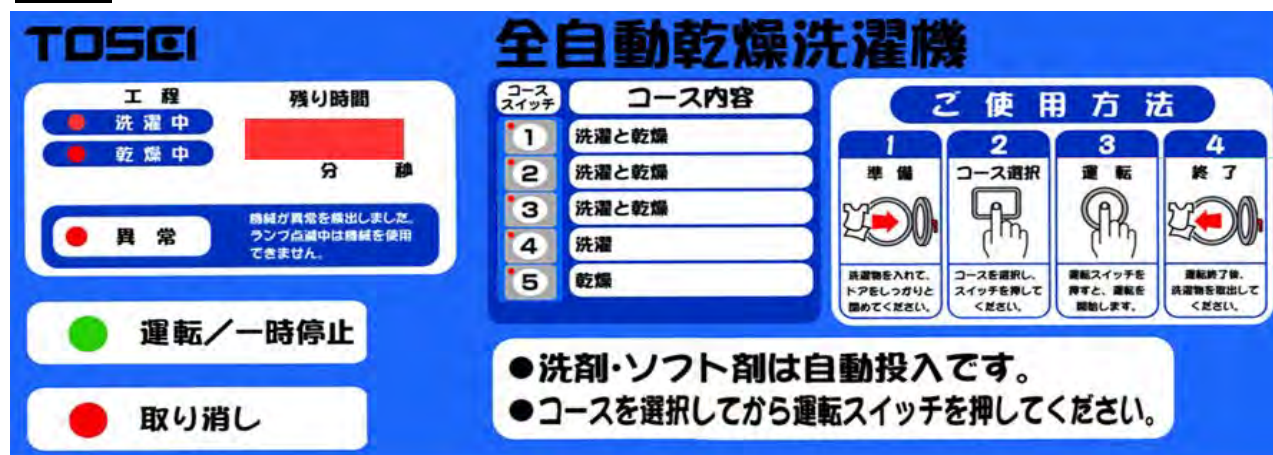 TOSEI
全自動乾燥洗濯機
工程
残り時間
洗濯中
乾燥中
分 秒
異常
機械が異常を検出しました。
ランプ点滅中は機械を使用
できません。
運転／一時停止
取り消し
コース
スイッチ
コース内容
1 洗濯と乾燥
2 洗濯と乾燥
3 洗濯と乾燥
4 洗濯
5 乾燥
ご使用方法
1
準備
洗濯物を入れて、
ドアをしっかりと
閉めてください。
2
コース選択
コースを選択し、
スイッチを押して
ください。
3
運転
運転スイッチを
押すと、運転を
開始します。
4
終了
運転終了後、
洗濯物を取出して
ください。
●洗剤・ソフト剤は自動投入です。
●コースを選択してから運転スイッチを押してください。